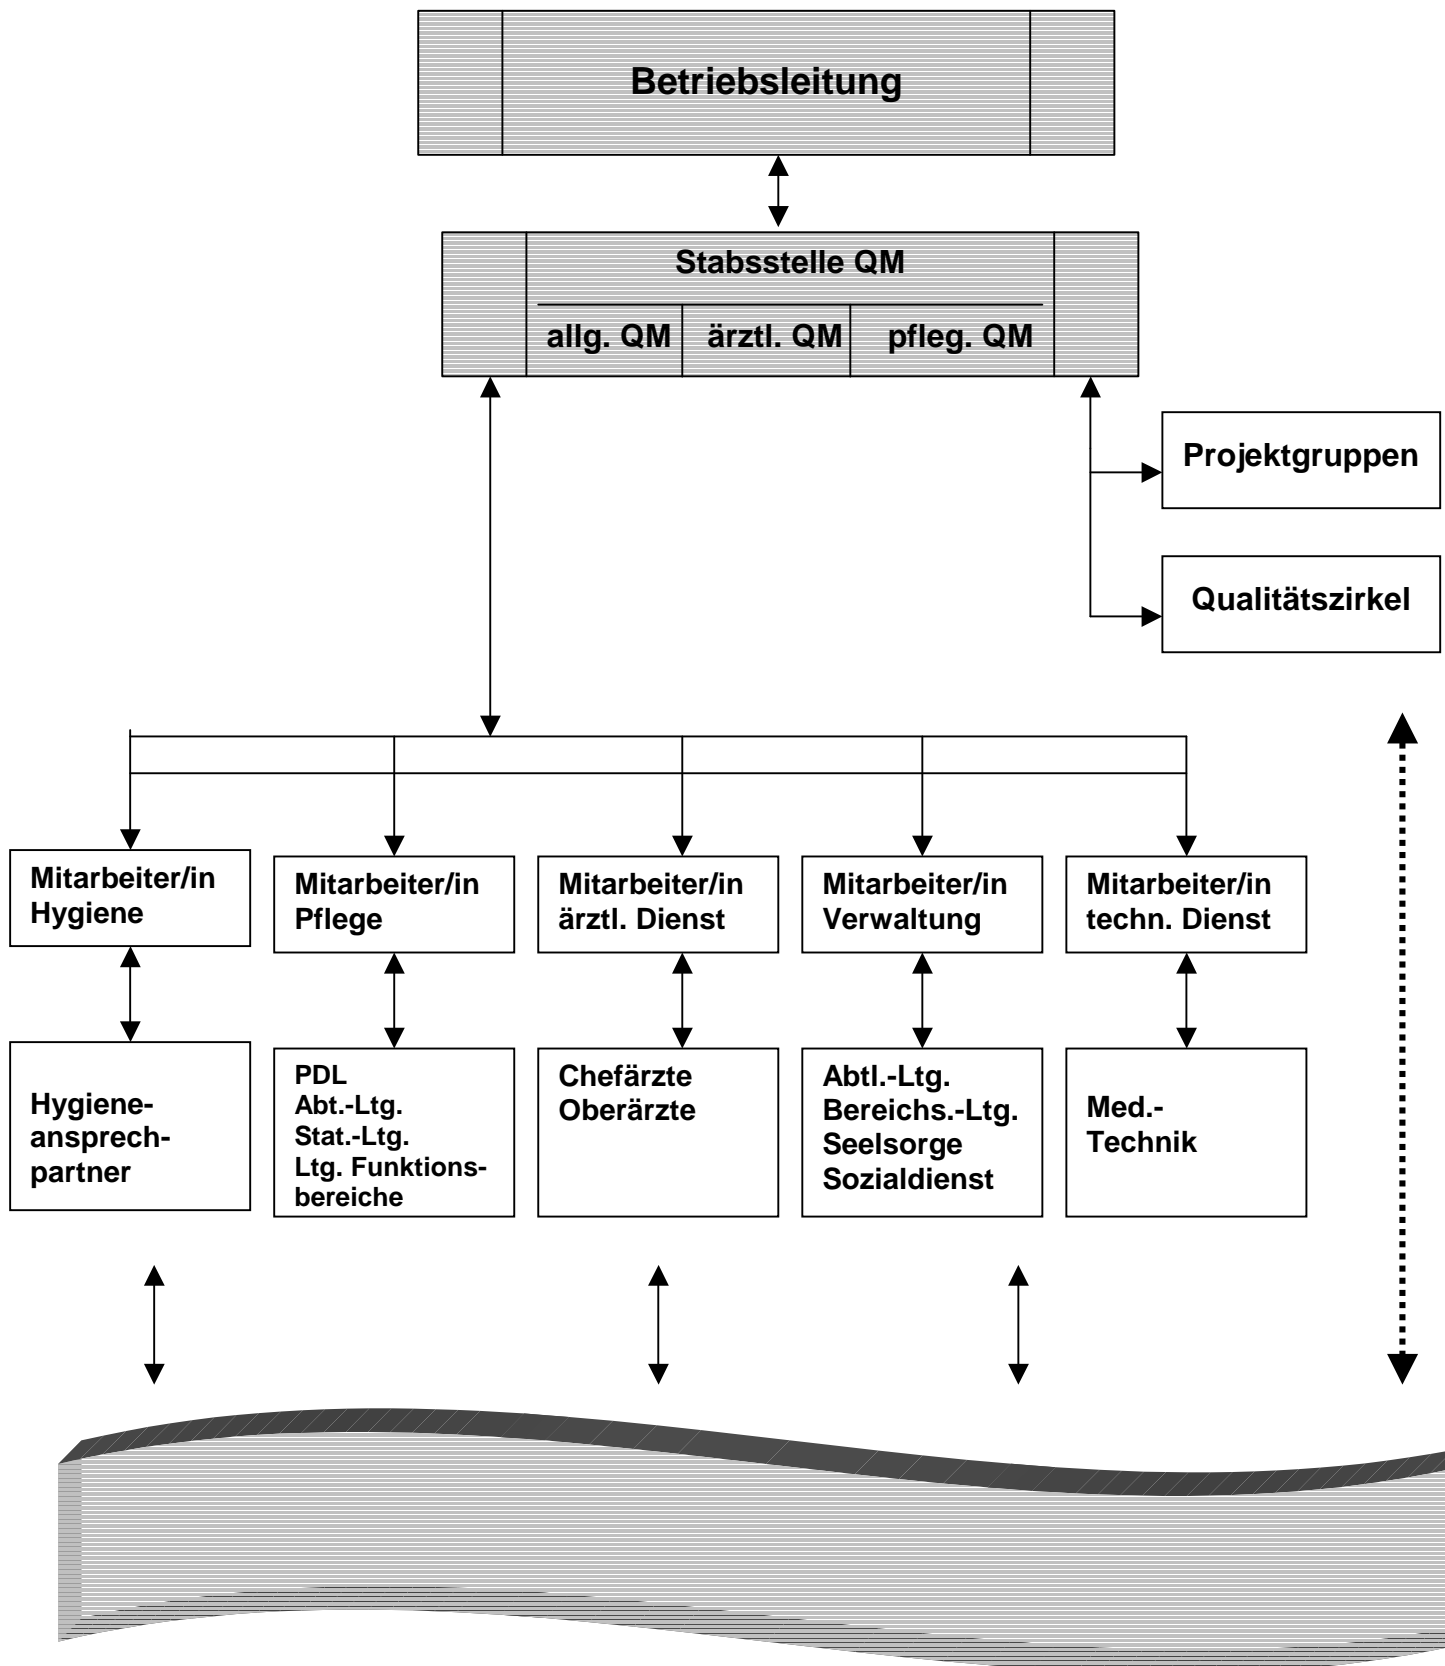 Betriebsleitung
Stabsstelle QM
allg. QM
ärztl. QM
pfleg. QM
Projektgruppen
Qualitätszirkel
Mitarbeiter/in
Hygiene
Mitarbeiter/in
Pflege
Mitarbeiter/in
ärztl. Dienst
Mitarbeiter/in
Verwaltung
Mitarbeiter/in
techn. Dienst
Hygiene-
ansprech-
partner
PDL
Abt.-Ltg.
Stat.-Ltg.
Ltg. Funktions-
bereiche
Chefärzte
Oberärzte
Abtl.-Ltg.
Bereichs.-Ltg.
Seelsorge
Sozialdienst
Med.-
Technik